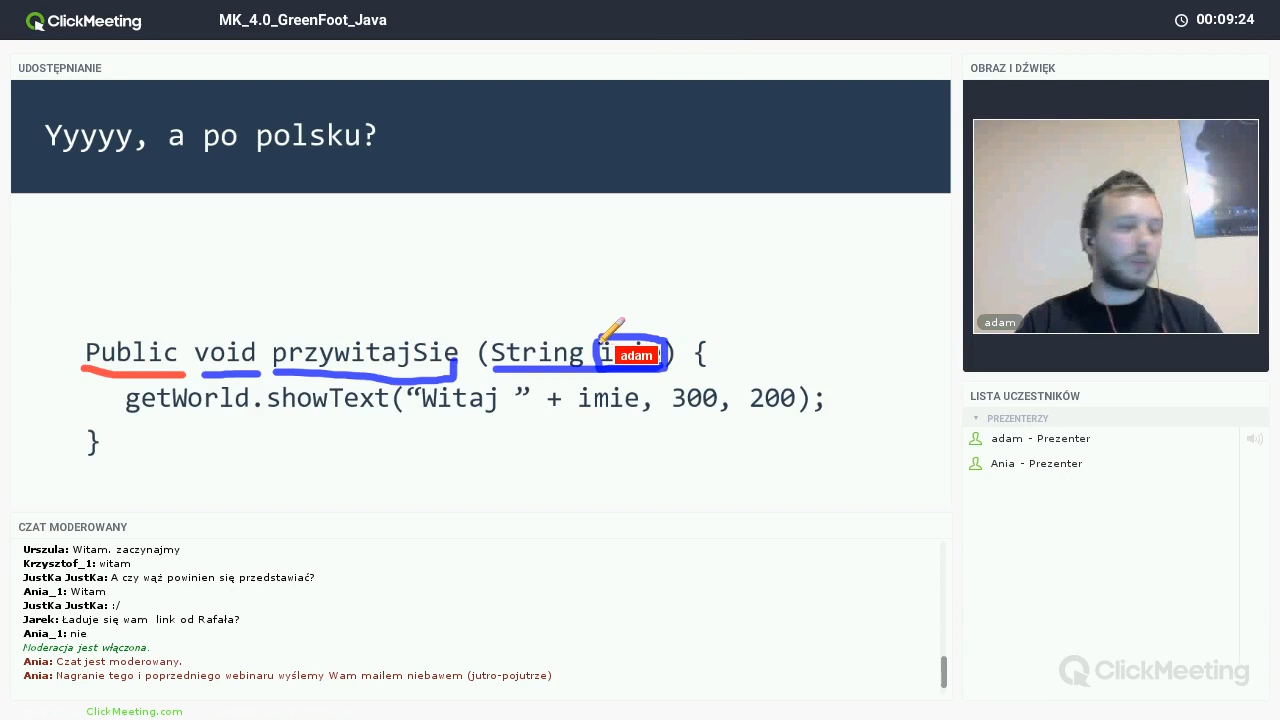 ClickMeeting
MK_4.0_GreenFoot_Java
00:09:24
UDOSTĘPNIANIE
OBRAZ I DŹWIĘK
Yyyyy, a po polsku?
adam
Public void przywitajSie (String adam) {
getWorld.showText(“Witaj ” + imie, 300, 200);
}
LISTA UCZESTNIKÓW
PREZENTERZY
adam - Prezenter
Ania - Prezenter
CZAT MODEROWANY
Urszula: Witam. zaczynajmy
Krzysztof_1: witam
JustKa JustKa: A czy wąż powinien się przedstawiać?
Ania_1: Witam
JustKa JustKa: :/
Jarek: Ładuje się wam link od Rafała?
Ania_1: nie
Moderacja jest włączona.
Ania: Czat jest moderowany.
Ania: Nagranie tego i poprzedniego webinaru wyślemy Wam mailem niebawem (jutro-pojutrze)
ClickMeeting
ClickMeeting.com